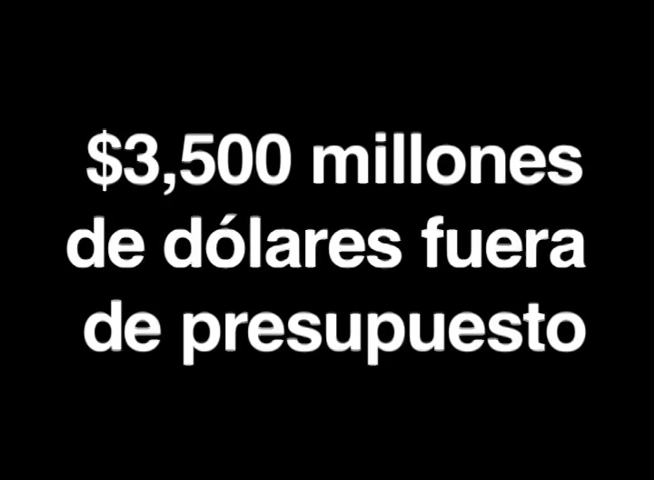 $3,500 millones
de dólares fuera
de presupuesto